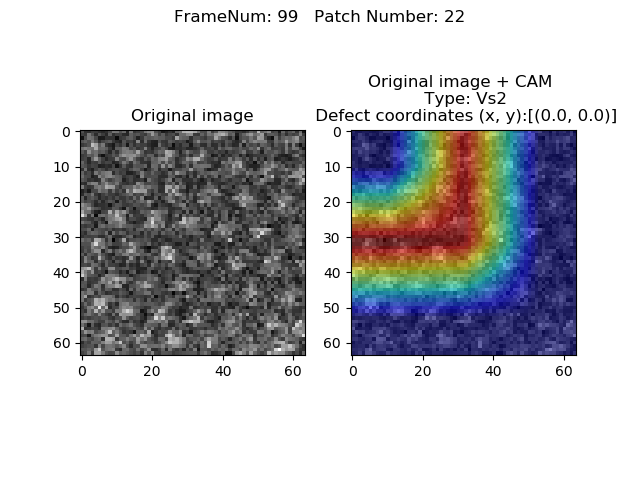 FrameNum: 99   Patch Number: 22
Original image
Original image + CAM
Type: Vs2
Defect coordinates (x, y):[(0.0, 0.0)]
0
10
20
30
40
50
60
0 20 40 60
0
10
20
30
40
50
60
0 20 40 60